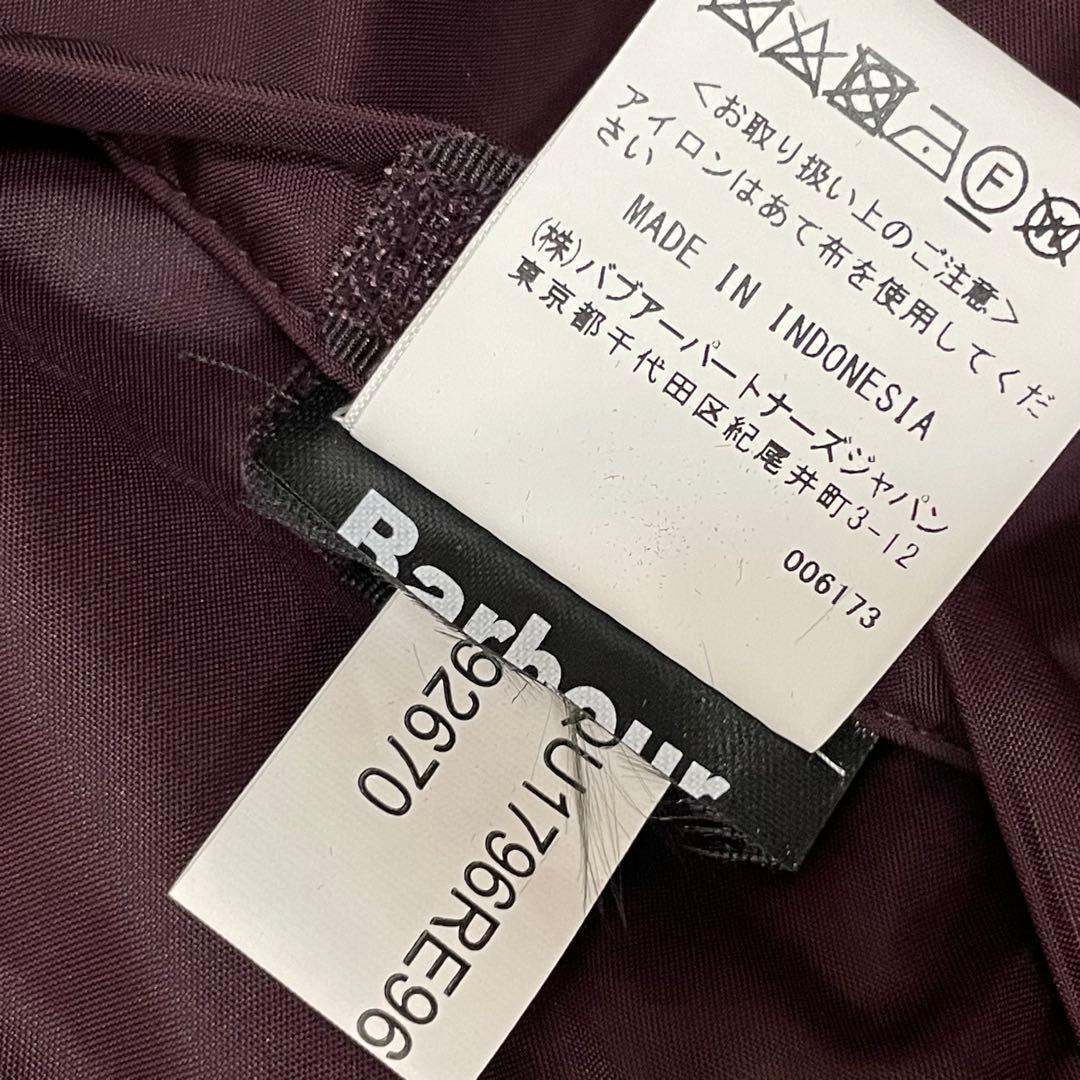 <お取り扱い上のご注意>
アイロンはあて布を使用してくだ
さい
MADE IN INDONESIA
(株)バブアーパートナーズジャパン
東京都千代田区紀尾井町3-12
006173
Barbour
U1796RE96
92670